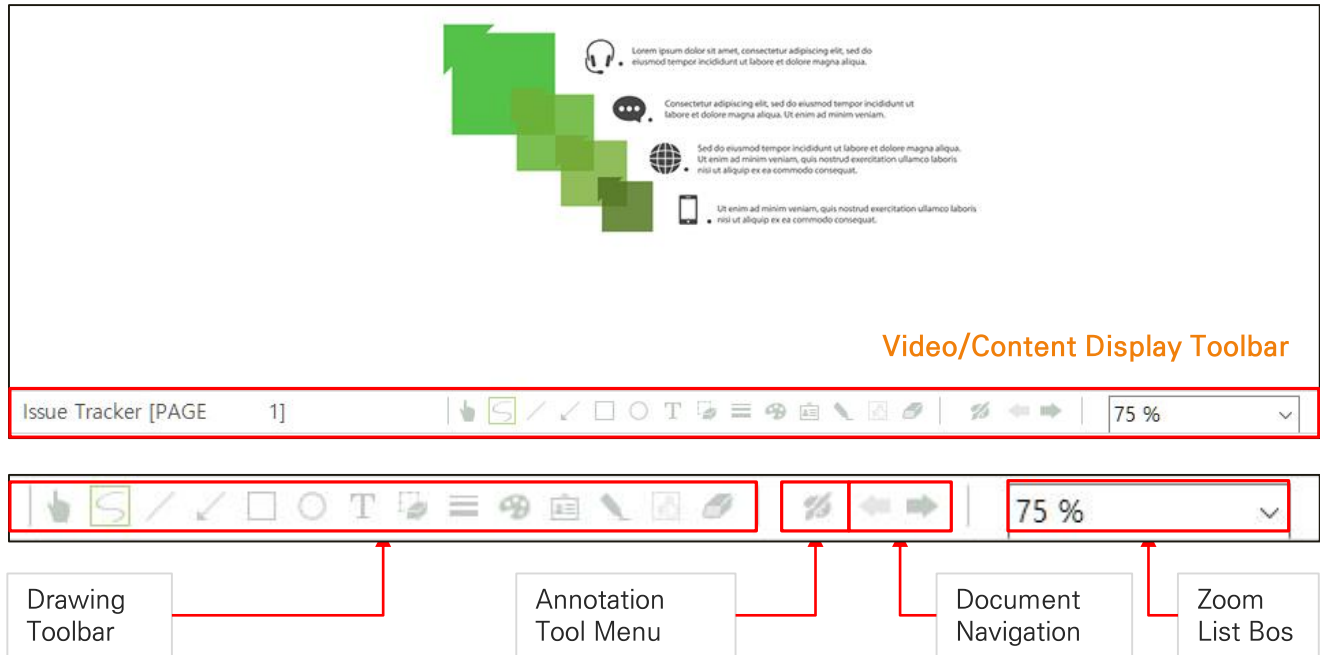 Lorem ipsum dolor sit amet, consectetur adipiscing elit, sed do
eiusmod tempor incididunt ut labore et dolore magna aliqua.
Consectetur adipiscing elit, sed do eiusmod tempor incididunt ut
labore et dolore magna aliqua. Ut enim ad minim veniam.
Sed do eiusmod tempor incididunt ut labore et dolore magna aliqua.
Ut enim ad minim veniam, quis nostrud exercitation ullamco laboris
nisi ut aliquip ex ea commodo consequat.
Ut enim ad minim veniam, quis nostrud exercitation ullamco laboris
nisi ut aliquip ex ea commodo consequat.
Video/Content Display Toolbar
Issue Tracker [PAGE 1]
T
75 %
T
75 %
Drawing
Toolbar
Annotation
Tool Menu
Document
Navigation
Zoom
List Bos